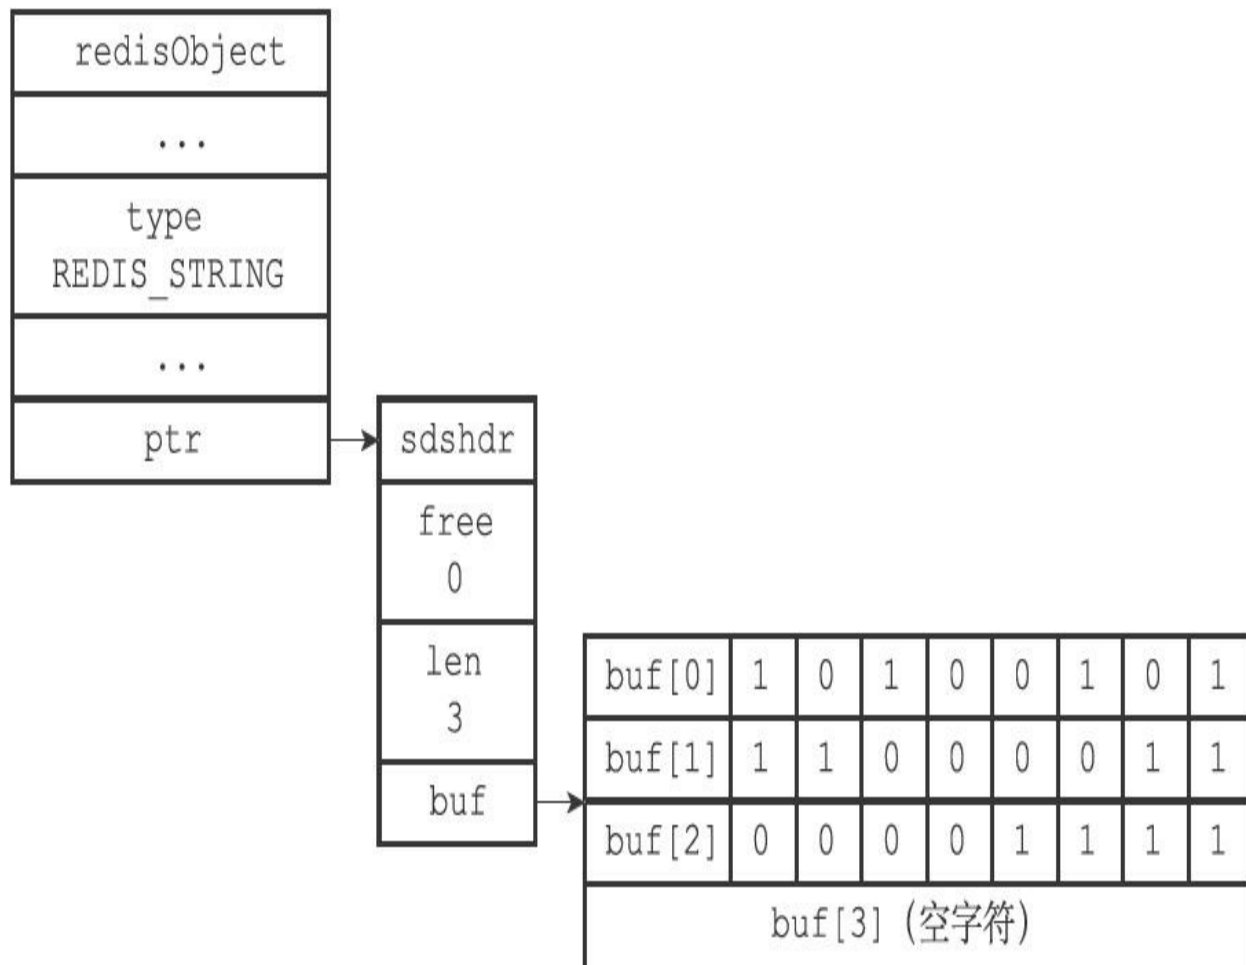 redisObject
...
type
REDIS_STRING
...
ptr
sdshdr
free
0
len
3
buf
buf[0] 1 0 1 0 0 1 0 1
buf[1] 1 1 0 0 0 0 1 1
buf[2] 0 0 0 0 1 1 1 1
buf[3] (空字符)